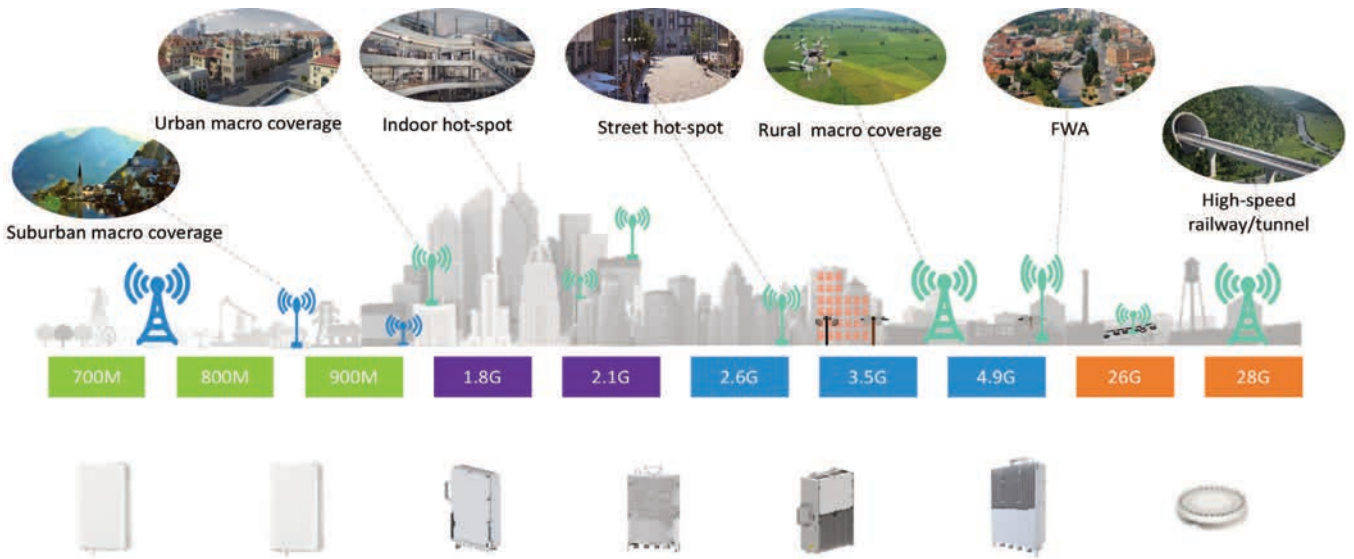 Urban macro coverage
Indoor hot-spot
Street hot-spot
Rural macro coverage
FWA
Suburban macro coverage
High-speed
railway/tunnel
700M
800M
900M
1.8G
2.1G
2.6G
3.5G
4.9G
26G
28G